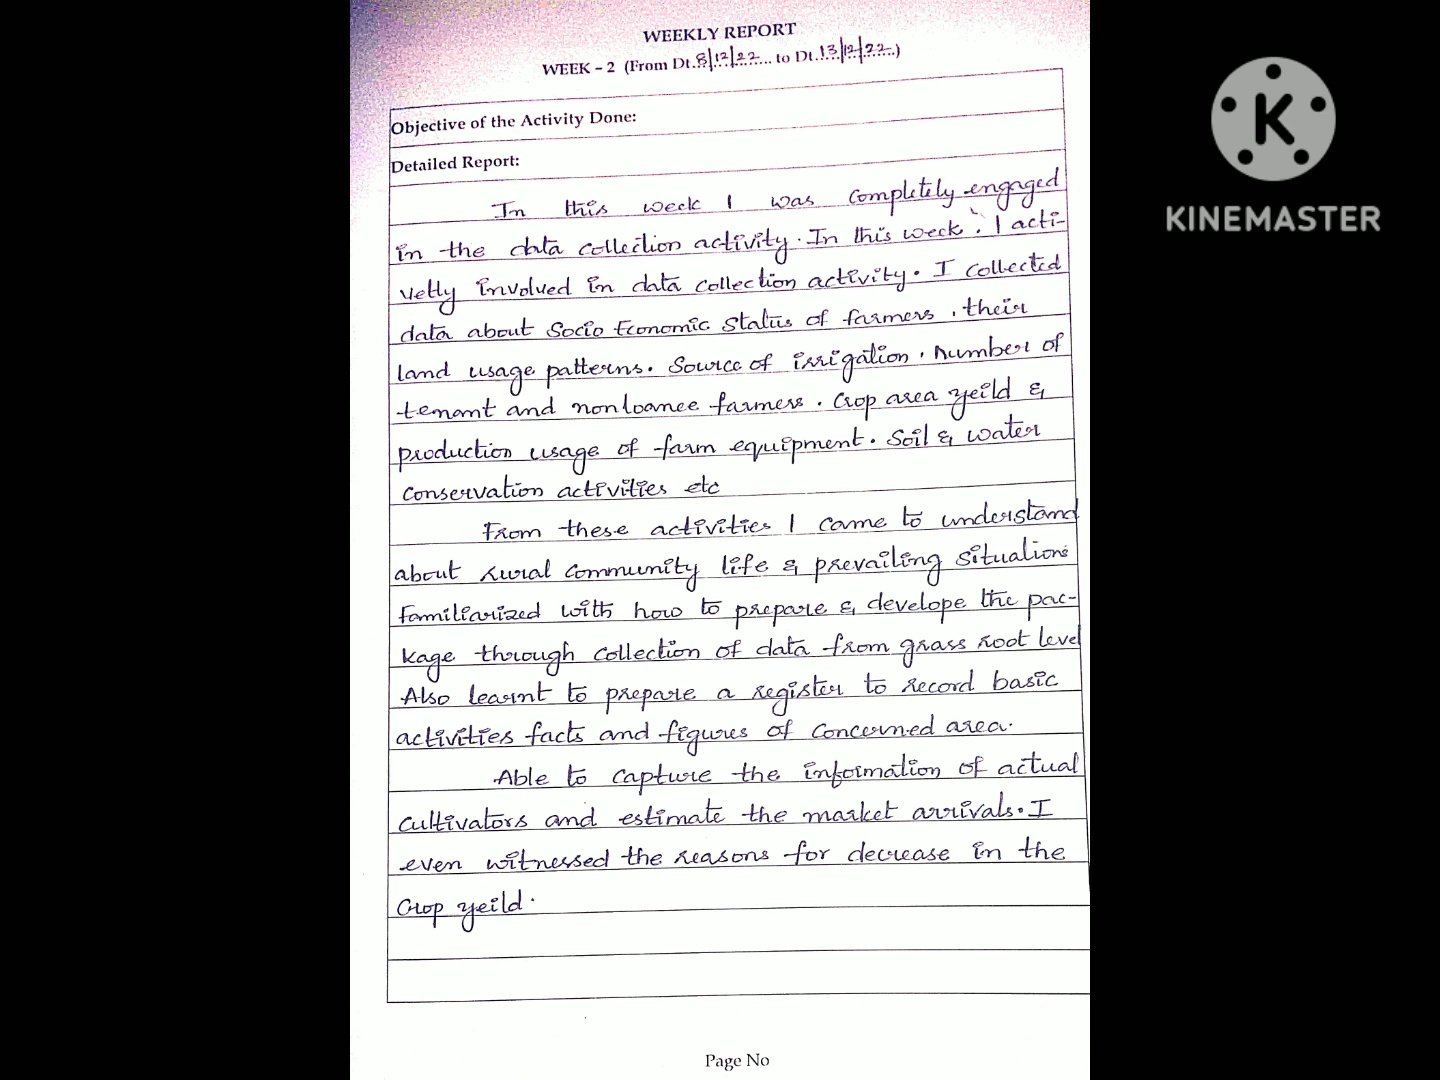 WEEKLY REPORT
WEEK – 2 (From Dt. 8/12/22 to Dt. 13/12/22)
Objective of the Activity Done:
Detailed Report:
In this week I was completely engaged
in the data collection activity. In this week. I acti-
vetly involved in data collection activity. I collected
data about Socio Economic Status of farmers, their
land usage patterns. Source of irrigation. Number of
tenant and nonloanee farmers. Crop area yeild &
production usage of farm equipment. Soil & water
conservation activities etc
From these activities I came to understand
about rural community life & prevailing situations
familiarized with how to prepare & develope the pac-
kage through collection of data from grass root level
Also learnt to prepare a register to record basic
activities facts and figures of concerned area.
Able to capture the information of actual
cultivators and estimate the market arrivals. I
even witnessed the reasons for decrease in the
crop yeild.
Page No
K
KINEMASTER